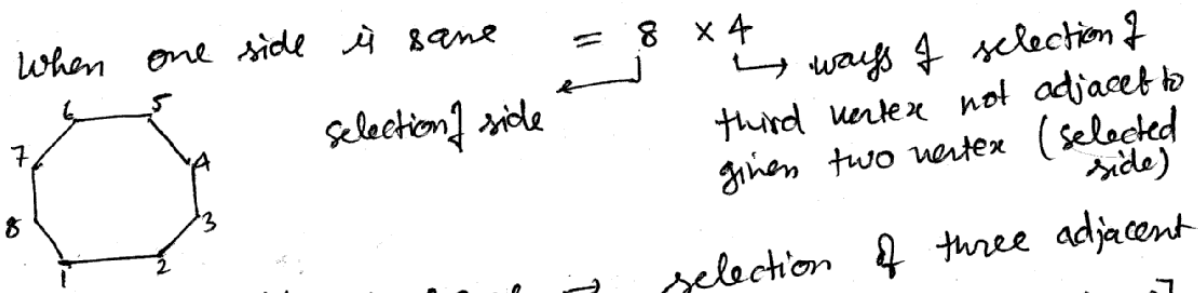 When one side is same = 8 × 4
selection of side
ways of selection of
third vertex not adjacent to
given two vertex (selected
side)
6 5
7 4
8 3
1 2
→ selection of three adjacent